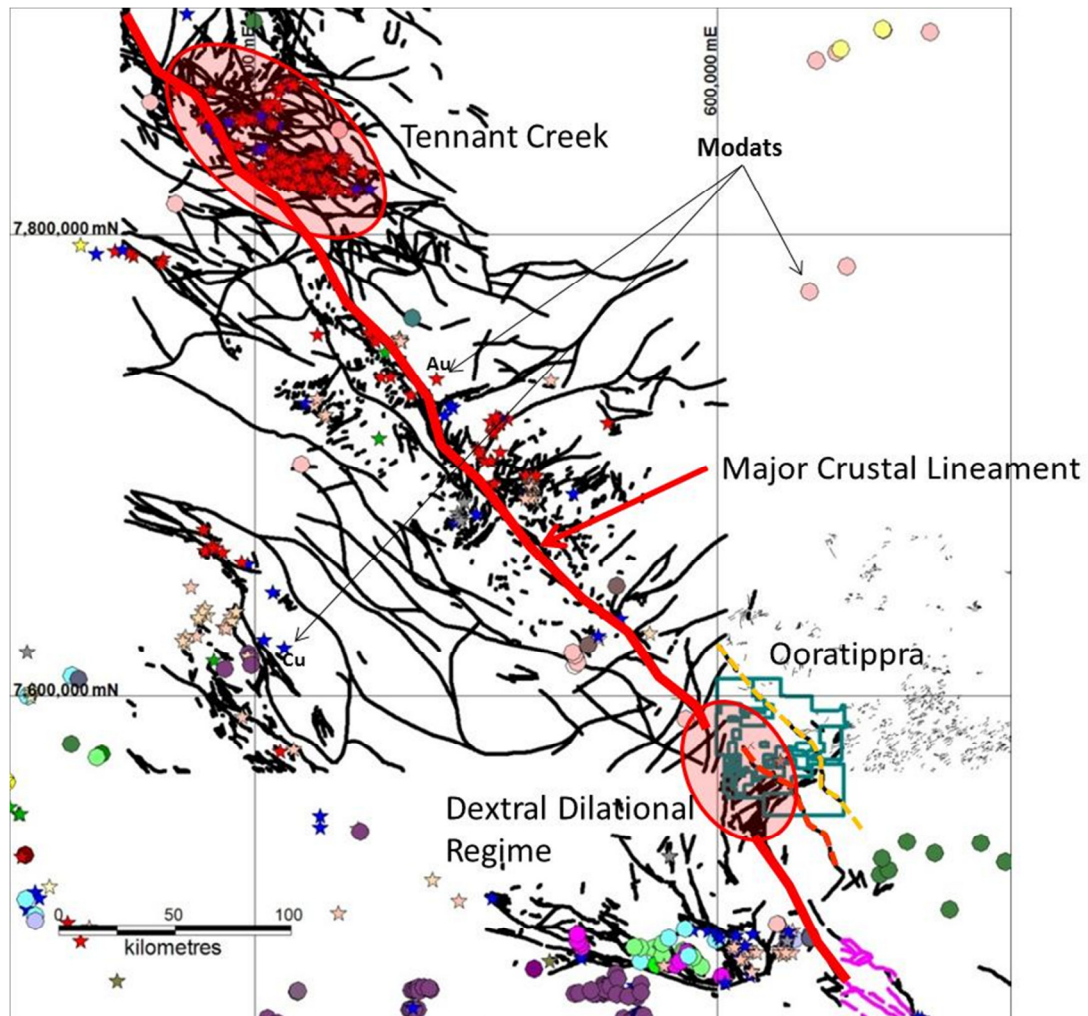 600,000 mE
Tennant Creek
Modats
7,800,000 mN
Au
Major Crustal Lineament
Ooratippra
Cu
7,600,000 mN
Dextral Dilational
Regime
0 50 100
kilometres